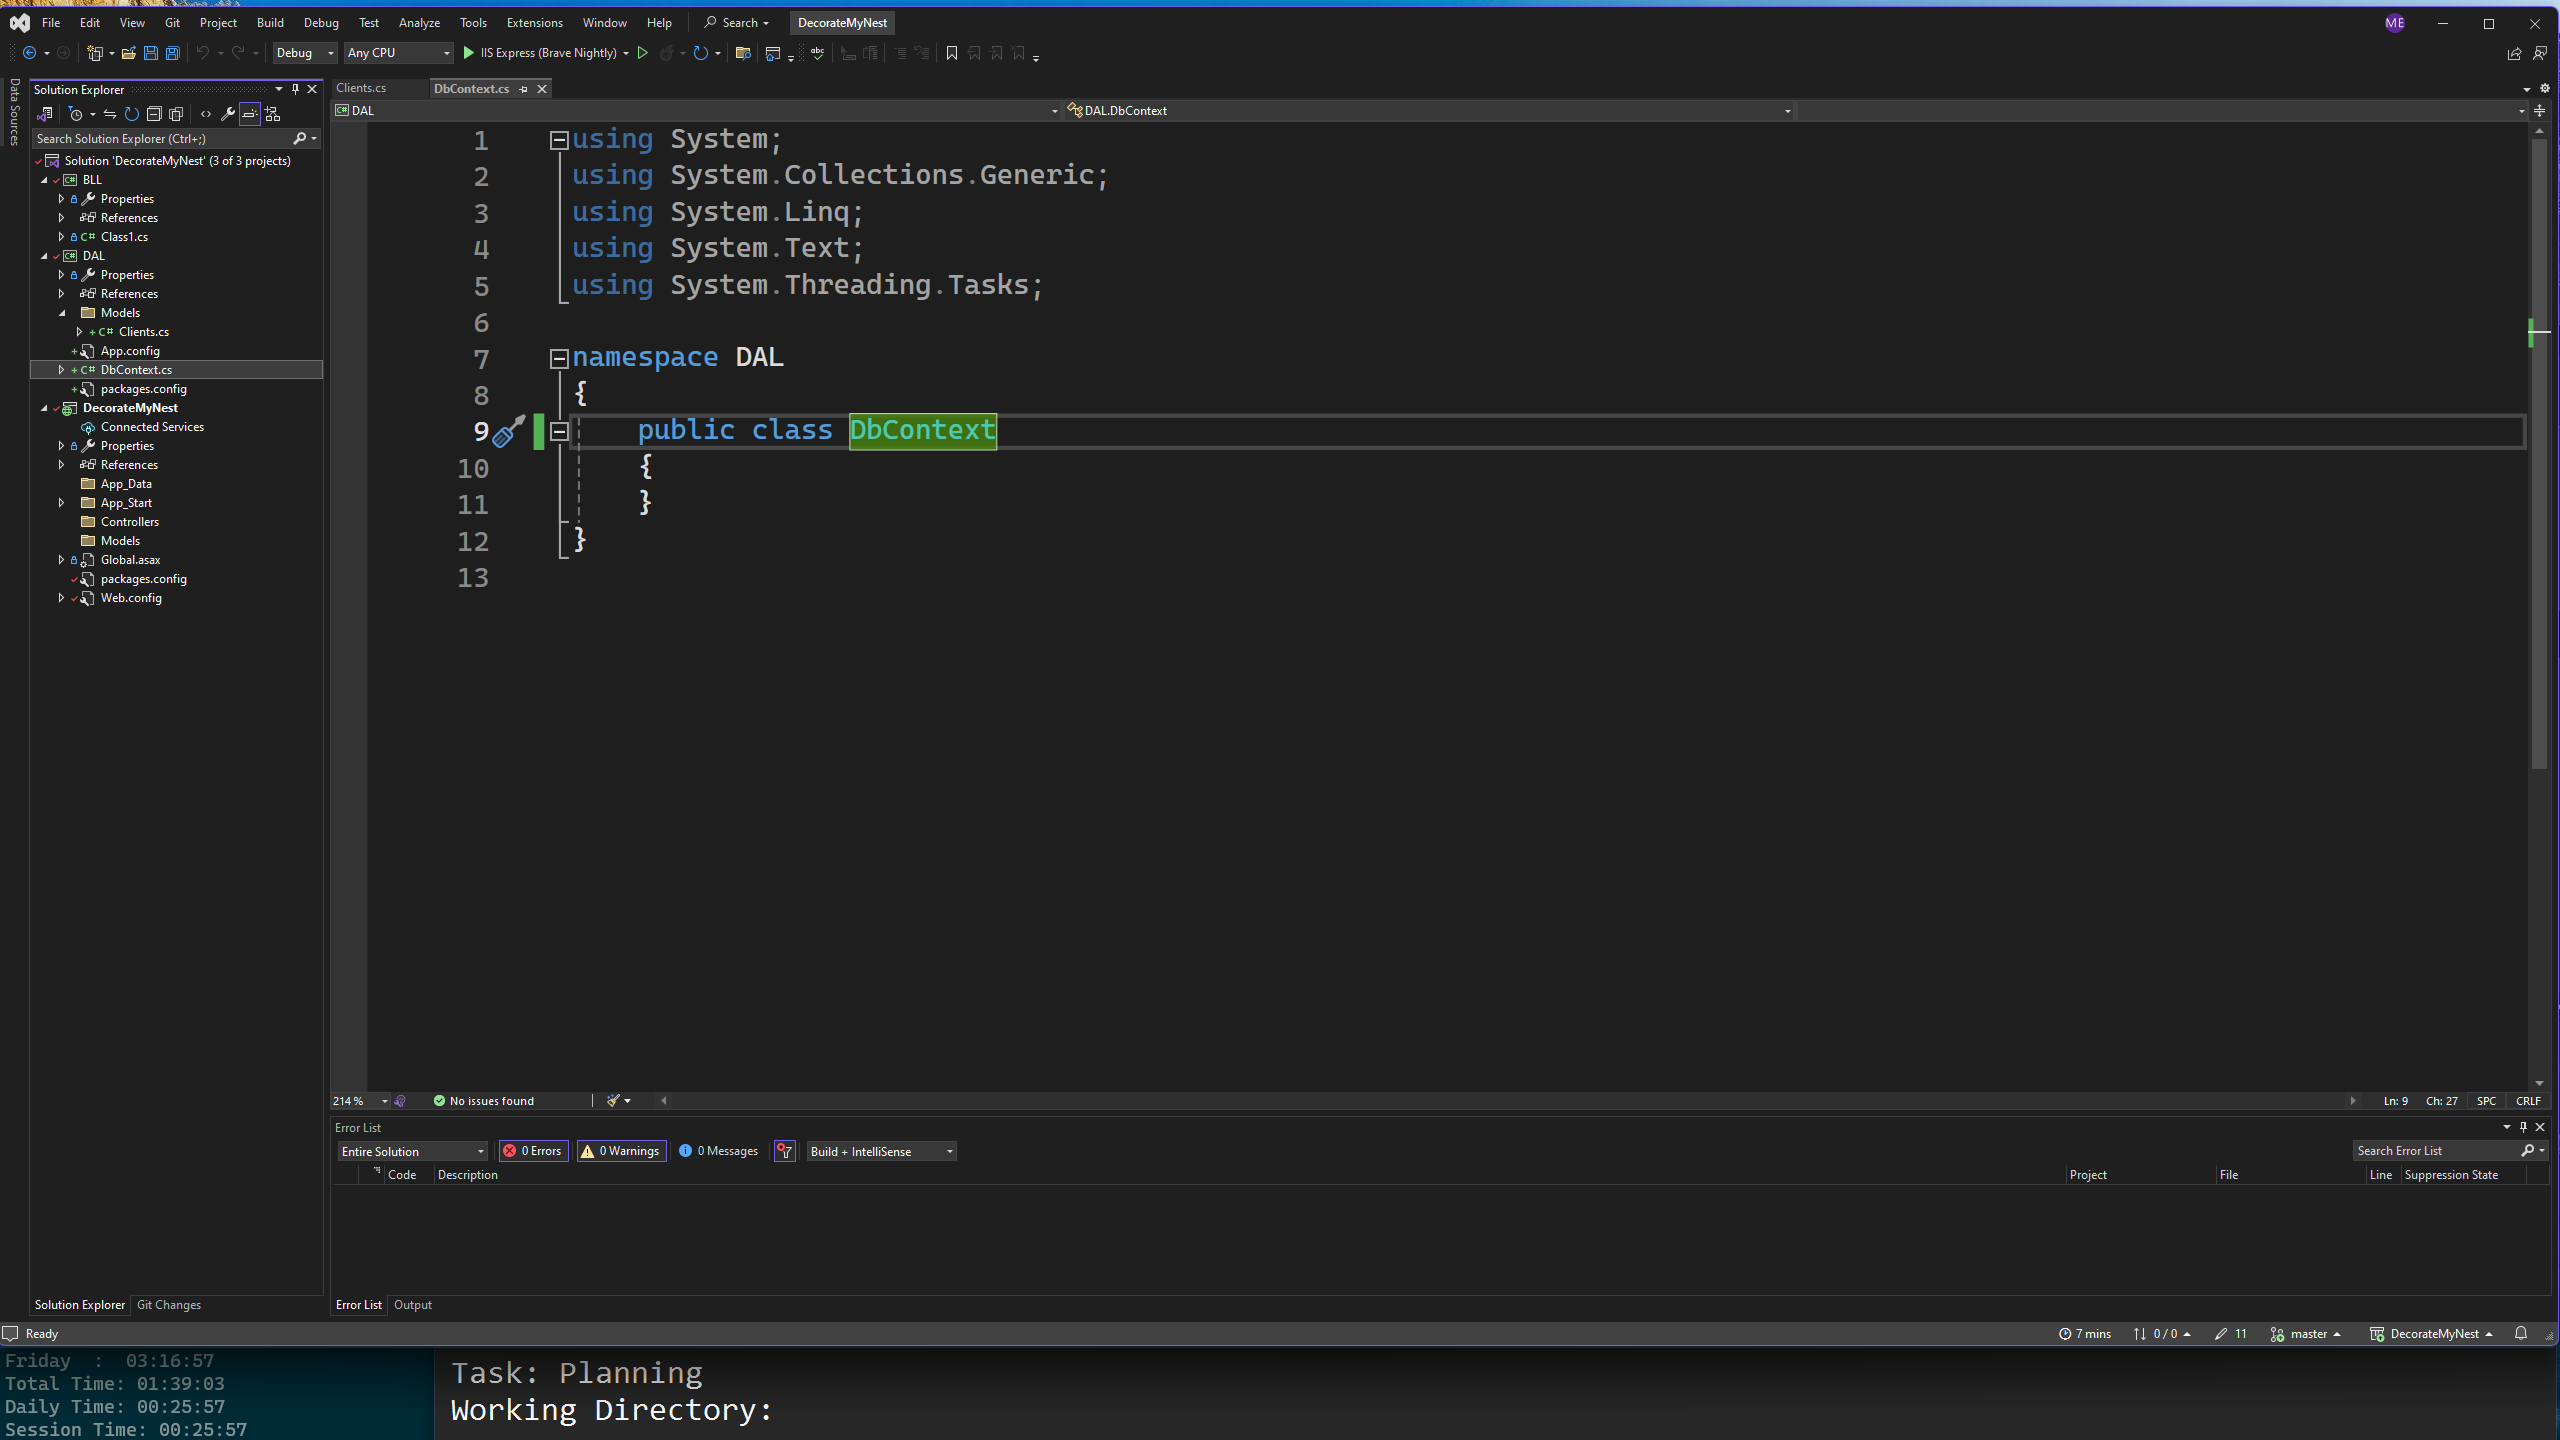 File Edit View Git Project Build Debug Test Analyze Tools Extensions Window Help Search DecorateMyNest ME
Debug Any CPU IIS Express (Brave Nightly) abc
Data Sources
Solution Explorer
Search Solution Explorer (Ctrl+;)
Solution 'DecorateMyNest' (3 of 3 projects)
BLL
Properties
References
C# Class1.cs
DAL
Properties
References
Models
C# Clients.cs
App.config
C# DbContext.cs
packages.config
DecorateMyNest
Connected Services
Properties
References
App_Data
App_Start
Controllers
Models
Global.asax
packages.config
Web.config
Solution Explorer Git Changes
Clients.cs DbContext.cs
C# DAL DAL.DbContext
1 using System;
2 using System.Collections.Generic;
3 using System.Linq;
4 using System.Text;
5 using System.Threading.Tasks;
6
7 namespace DAL
8 {
9 public class DbContext
10 {
11 }
12 }
13
214 % No issues found Ln: 9 Ch: 27 SPC CRLF
Error List
Entire Solution 0 Errors 0 Warnings 0 Messages Build + IntelliSense Search Error List
Code Description Project File Line Suppression State
Error List Output
Ready 7 mins 0 / 0 11 master DecorateMyNest
Friday : 03:16:57
Total Time: 01:39:03
Daily Time: 00:25:57
Session Time: 00:25:57
Task: Planning
Working Directory: